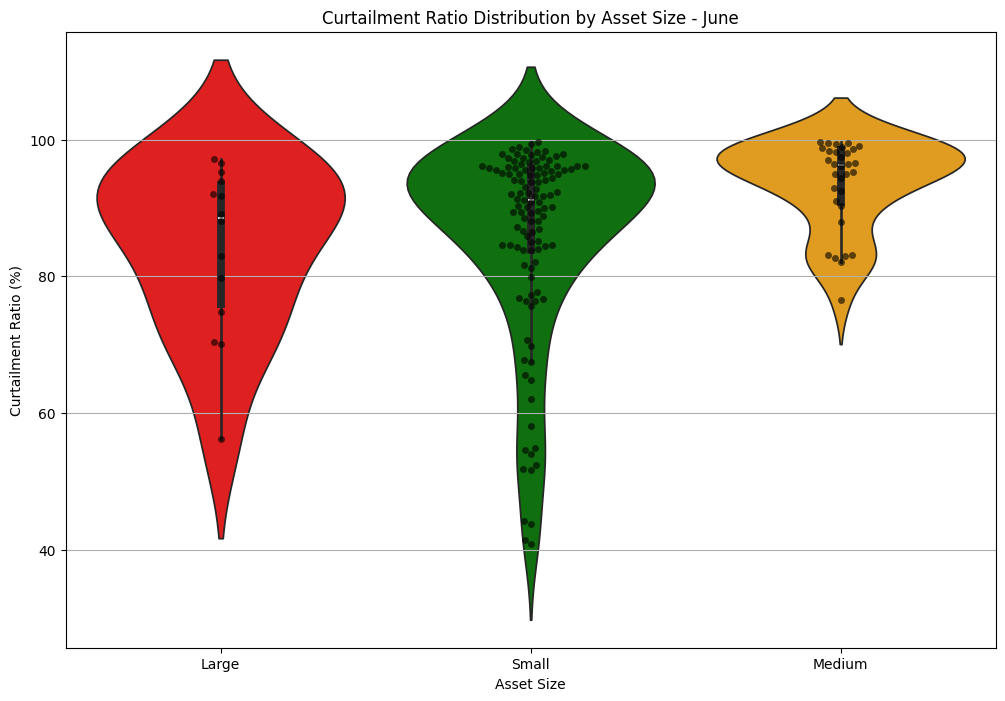 Curtailment Ratio Distribution by Asset Size - June
Curtailment Ratio (%)
100
80
60
40
Large
Small
Medium
Asset Size